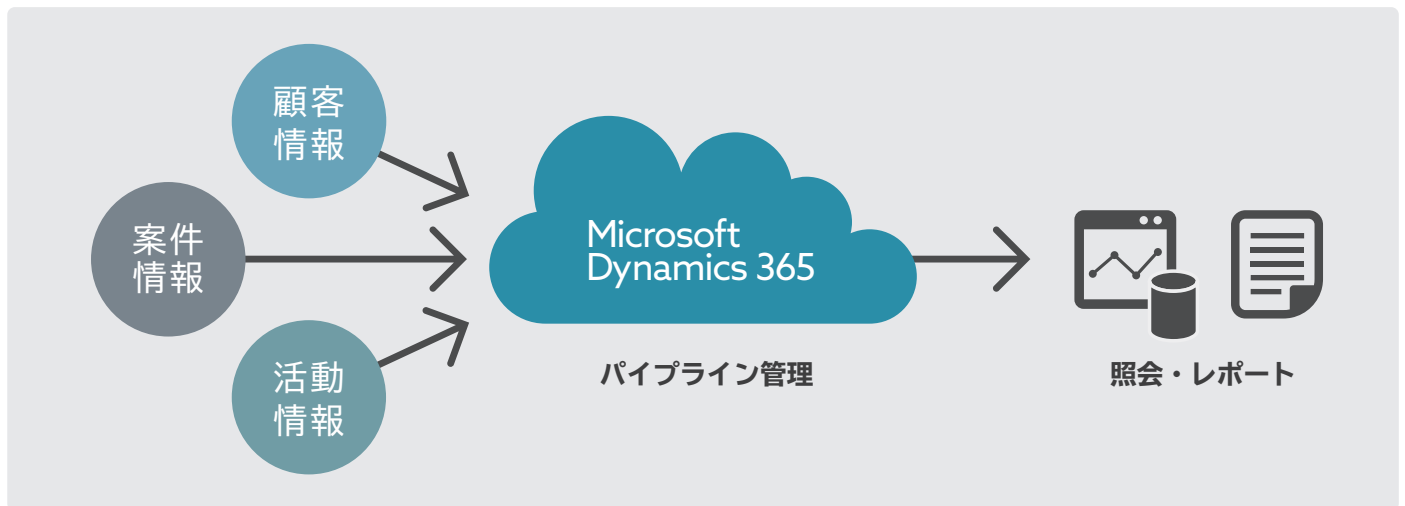 顧客
情報
案件
情報
活動
情報
Microsoft
Dynamics 365
パイプライン管理
照会・レポート